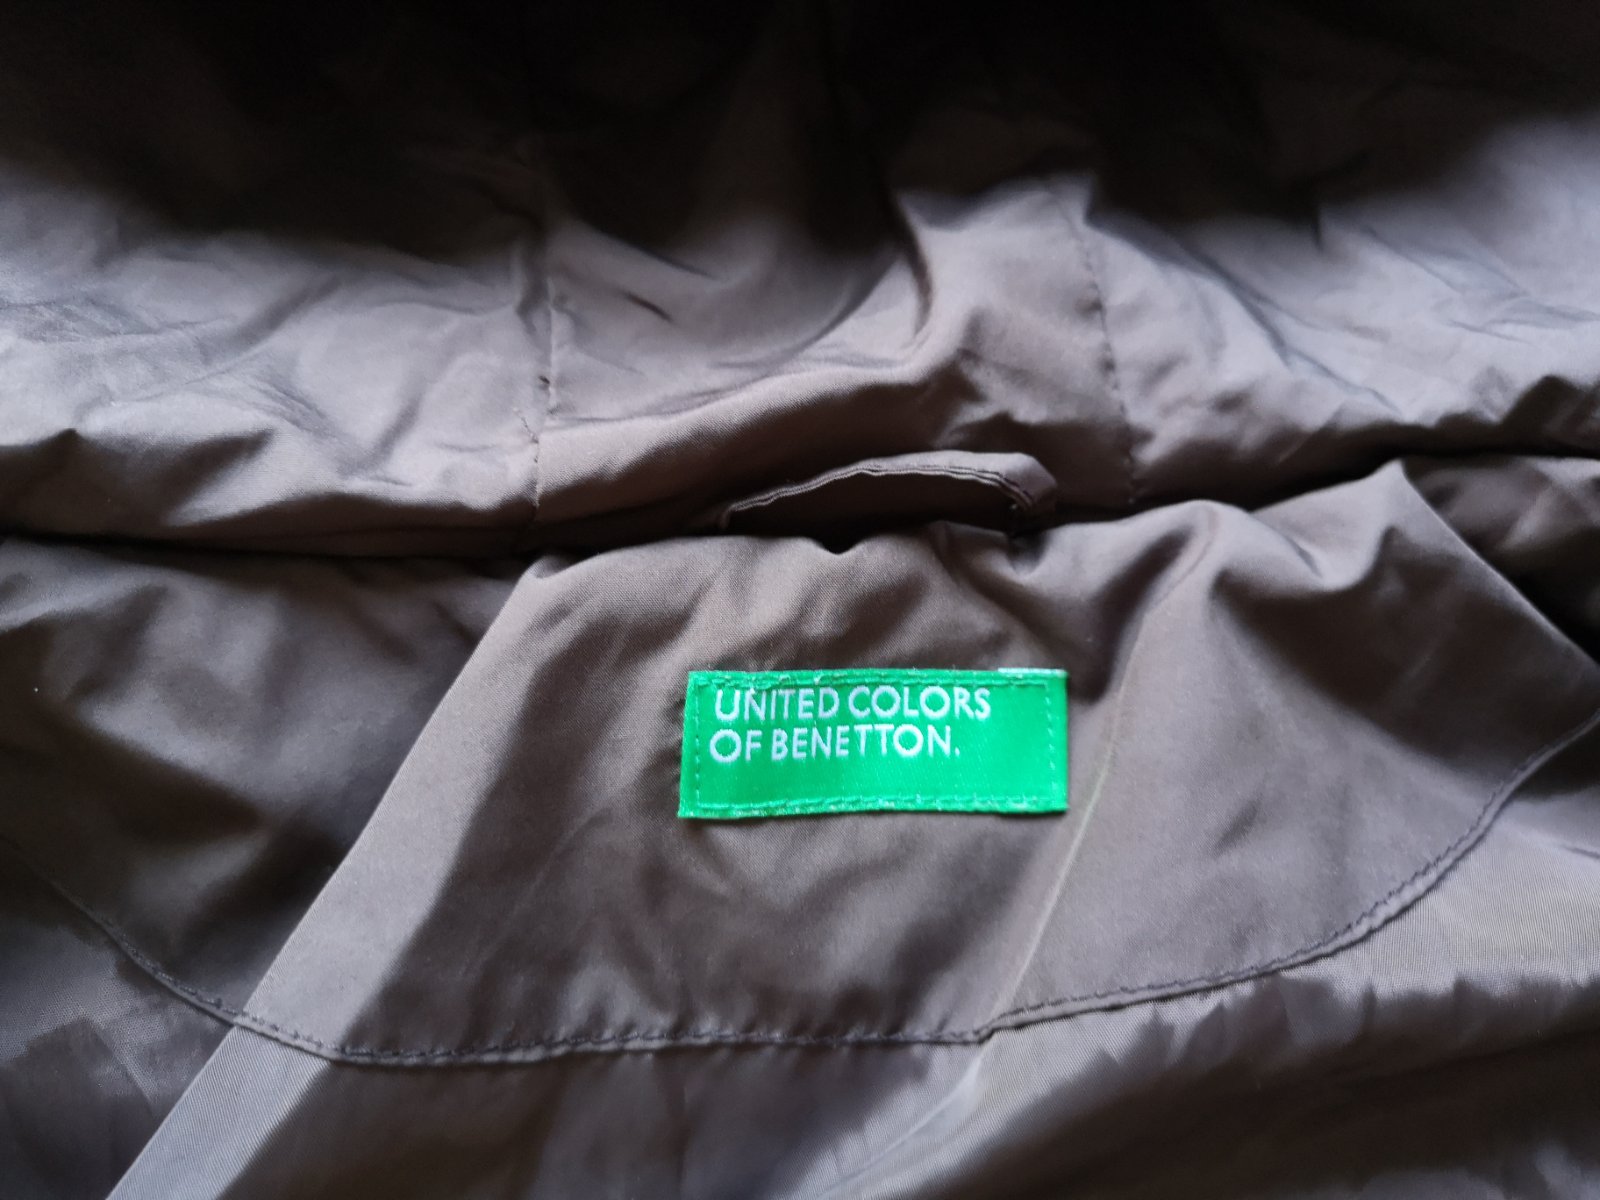 UNITED COLORS
OF BENETTON.